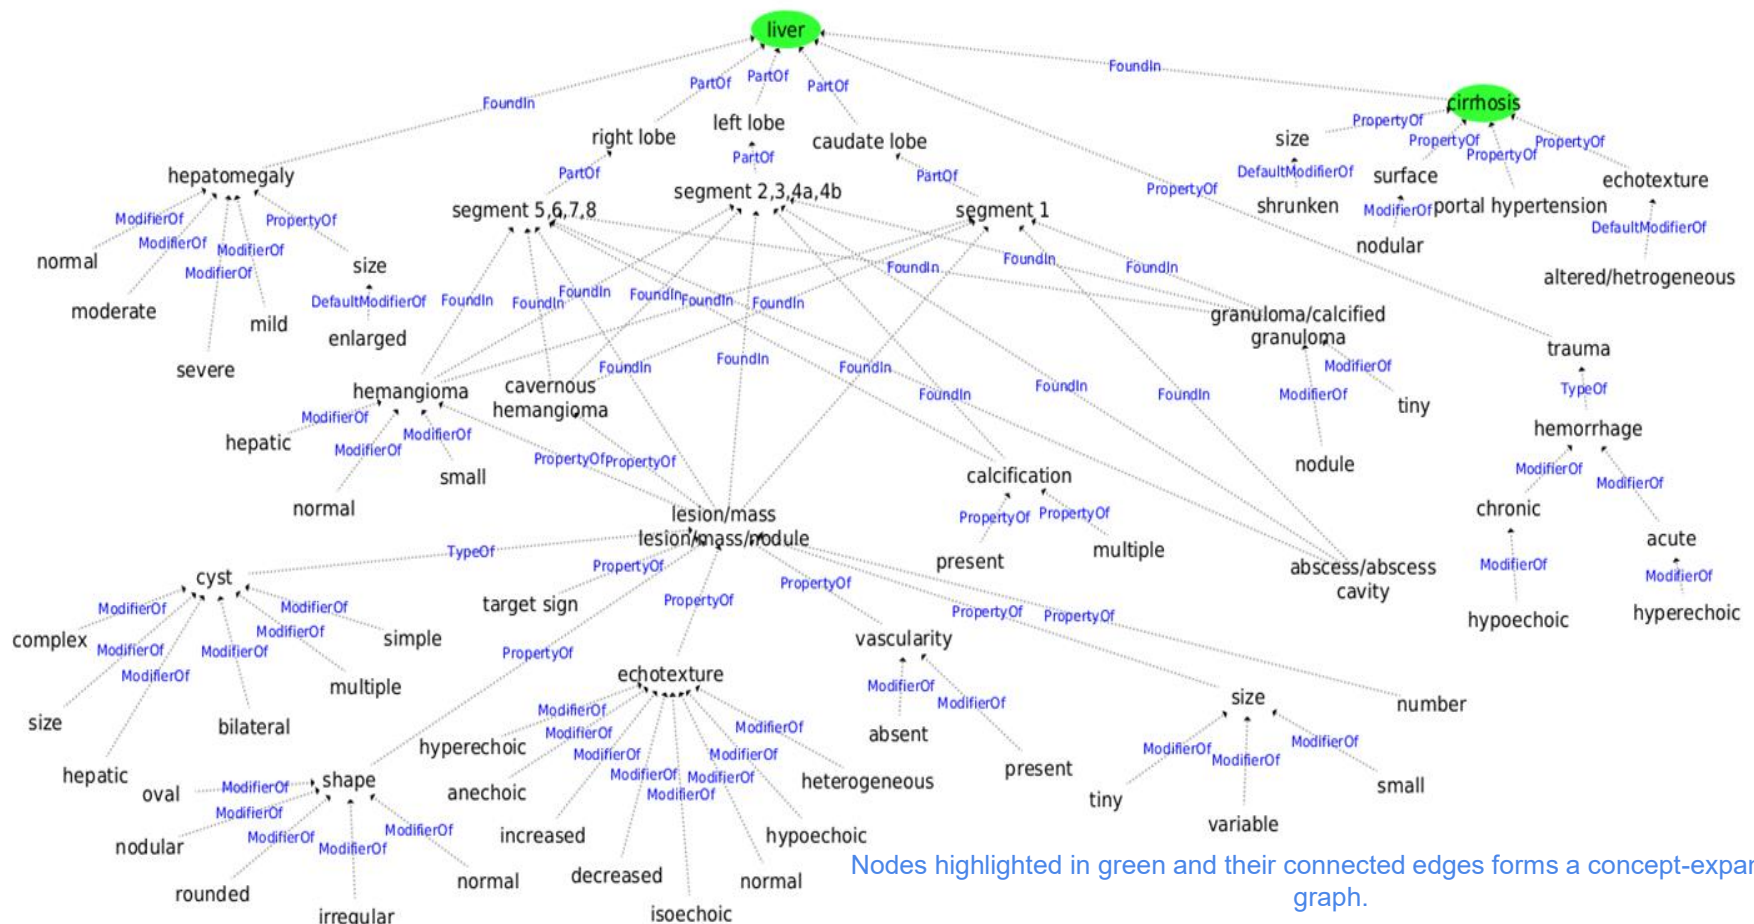 liver
FoundIn
PartOf
PartOf
PartOf
FoundIn
cirrhosis
left lobe
right lobe
caudate lobe
size
PropertyOf
PropertyOf
PropertyOf
PropertyOf
PartOf
PartOf
PartOf
hepatomegaly
DefaultModifierOf
surface
echotexture
segment 2,3,4a,4b
PropertyOf
segment 5,6,7,8
segment 1
shrunken
ModifierOf
portal hypertension
ModifierOf
PropertyOf
ModifierOf
ModifierOf
ModifierOf
DefaultModifierOf
nodular
normal
size
FoundIn
FoundIn
FoundIn
altered/hetrogeneous
moderate
mild
DefaultModifierOf
FoundIn
FoundIn
FoundIn
FoundIn
FoundIn
FoundIn
granuloma/calcified
granuloma
enlarged
trauma
severe
FoundIn
FoundIn
FoundIn
FoundIn
FoundIn
FoundIn
ModifierOf
ModifierOf
TypeOf
hemangioma
cavernous
hemangioma
tiny
ModifierOf
ModifierOf
ModifierOf
hepatic
hemorrhage
PropertyOf
PropertyOf
small
normal
calcification
nodule
ModifierOf
ModifierOf
chronic
lesion/mass
lesion/mass/nodule
PropertyOf
PropertyOf
acute
TypeOf
present
multiple
abscess/abscess
cavity
ModifierOf
ModifierOf
cyst
PropertyOf
PropertyOf
PropertyOf
target sign
hypoechoic
hyperechoic
ModifierOf
ModifierOf
ModifierOf
ModifierOf
ModifierOf
ModifierOf
complex
simple
PropertyOf
PropertyOf
PropertyOf
vascularity
echotexture
multiple
size
bilateral
hepatic
ModifierOf
ModifierOf
absent
present
size
number
ModifierOf
ModifierOf
ModifierOf
ModifierOf
ModifierOf
ModifierOf
ModifierOf
ModifierOf
hyperechoic
anechoic
increased
decreased
isoechoic
normal
hypoechoic
heterogeneous
ModifierOf
ModifierOf
ModifierOf
tiny
variable
small
shape
oval
ModifierOf
ModifierOf
ModifierOf
ModifierOf
ModifierOf
nodular
rounded
irregular
normal
Nodes highlighted in green and their connected edges forms a concept-expan
graph.